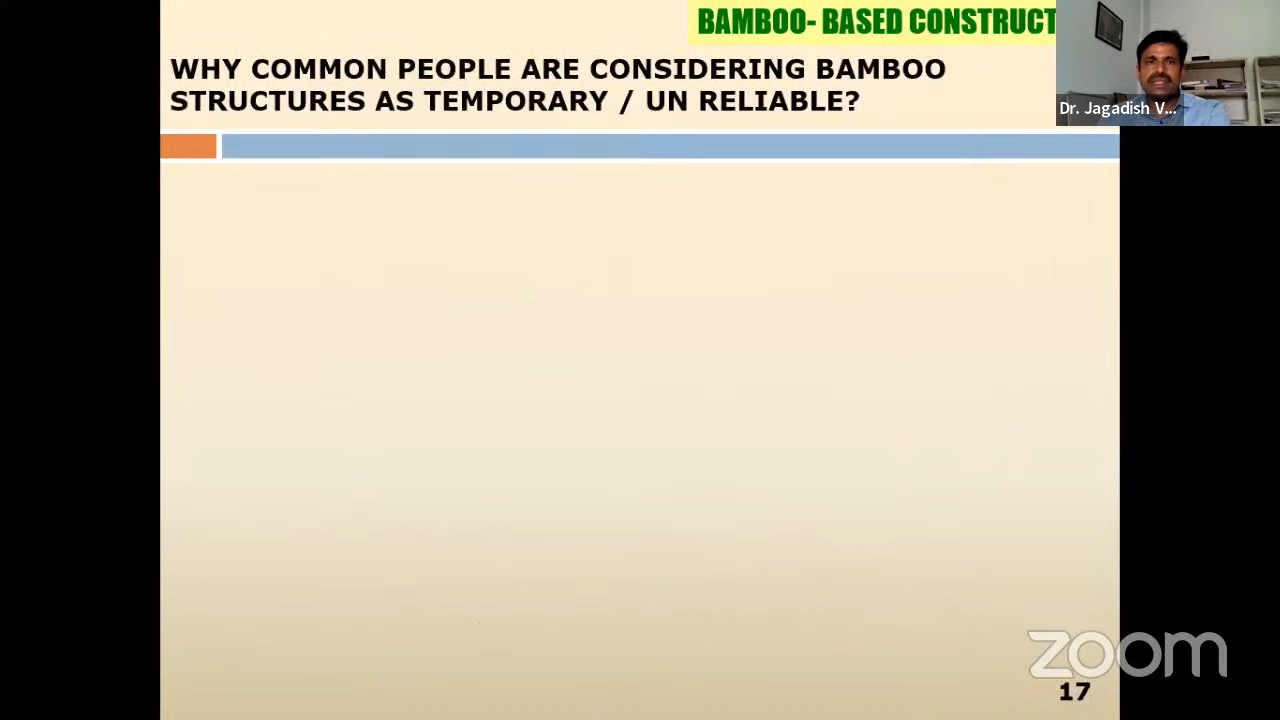 BAMBOO- BASED CONSTRUCT
WHY COMMON PEOPLE ARE CONSIDERING BAMBOO
STRUCTURES AS TEMPORARY / UN RELIABLE?
Dr. Jagadish V...
zoom
17